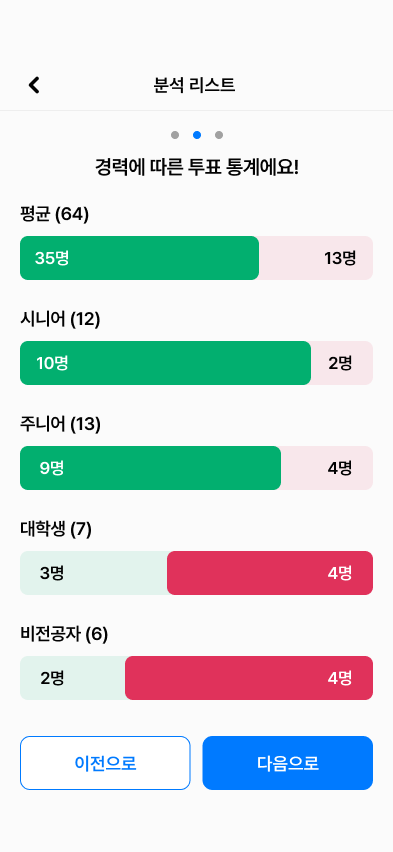 분석 리스트
경력에 따른 투표 통계에요!
평균 (64)
35명 13명
시니어 (12)
10명 2명
주니어 (13)
9명 4명
대학생 (7)
3명 4명
비전공자 (6)
2명 4명
이전으로 다음으로